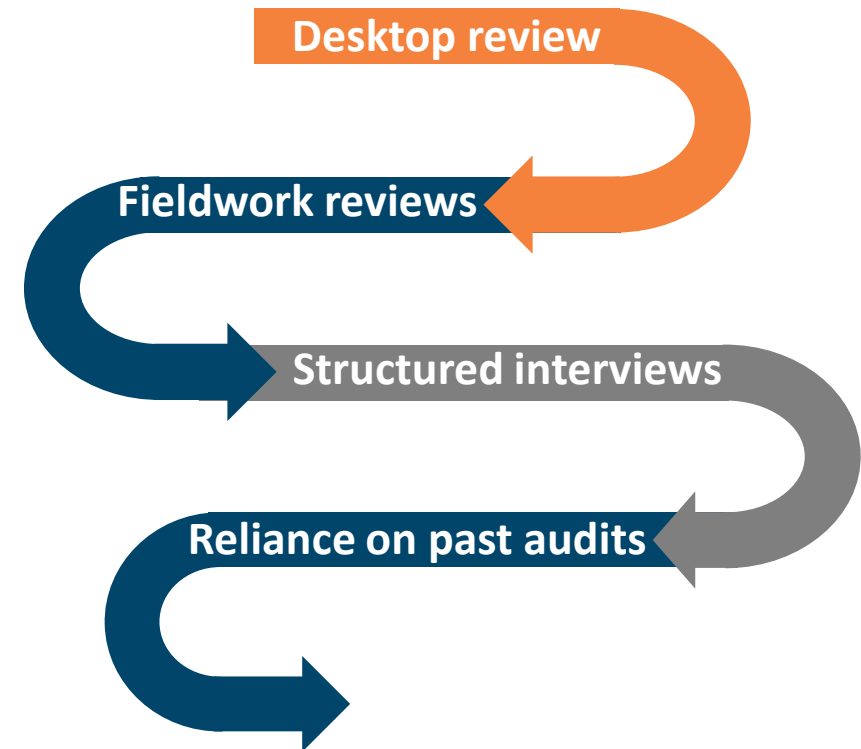 Desktop review
Fieldwork reviews
Structured interviews
Reliance on past audits